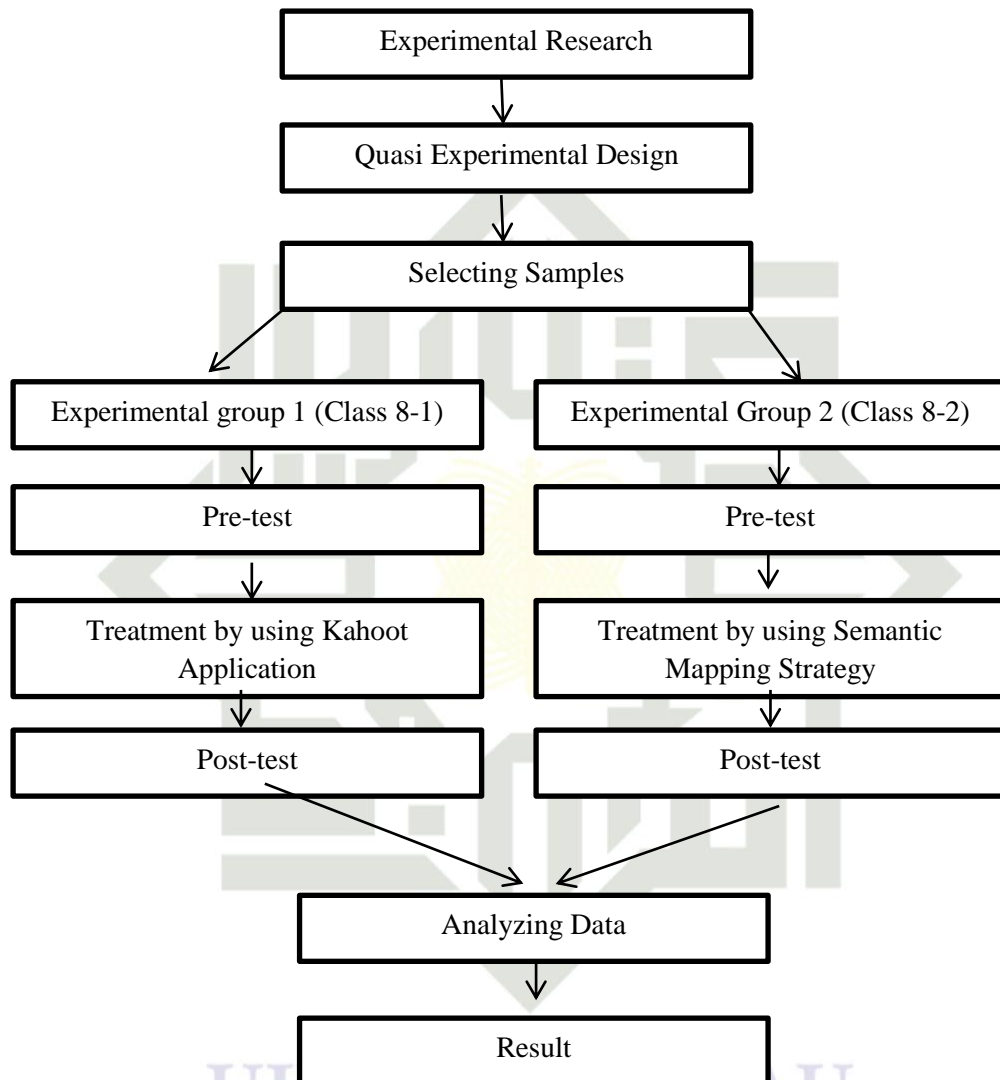 Experimental Research
Quasi Experimental Design
Selecting Samples
Experimental group 1 (Class 8-1)
Experimental Group 2 (Class 8-2)
Pre-test
Pre-test
Treatment by using Kahoot
Application
Treatment by using Semantic
Mapping Strategy
Post-test
Post-test
Analyzing Data
Result